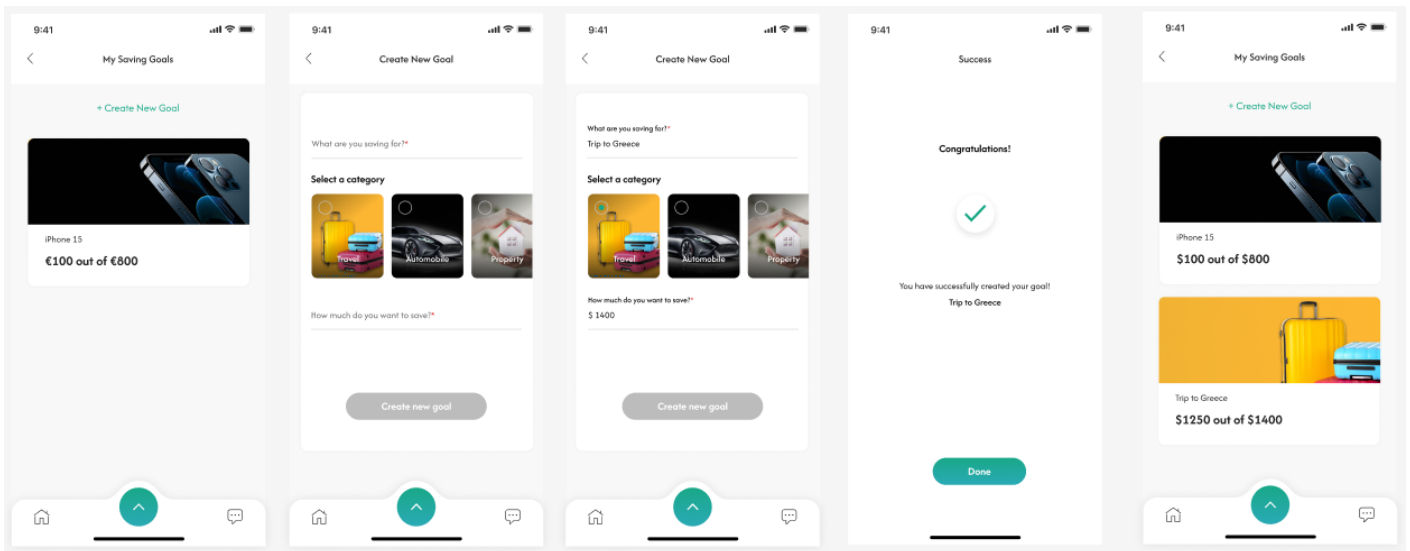 9:41
My Saving Goals
+ Create New Goal
iPhone 15
€100 out of €800
9:41
Create New Goal
What are you saving for?*
Select a category
Travel
Automobile
Property
How much do you want to save?*
Create new goal
9:41
Create New Goal
What are you saving for?*
Trip to Greece
Select a category
Travel
Automobile
Property
How much do you want to save?*
$ 1400
Create new goal
9:41
Success
Congratulations!
You have successfully created your goal!
Trip to Greece
Done
9:41
My Saving Goals
+ Create New Goal
iPhone 15
$100 out of $800
Trip to Greece
$1250 out of $1400